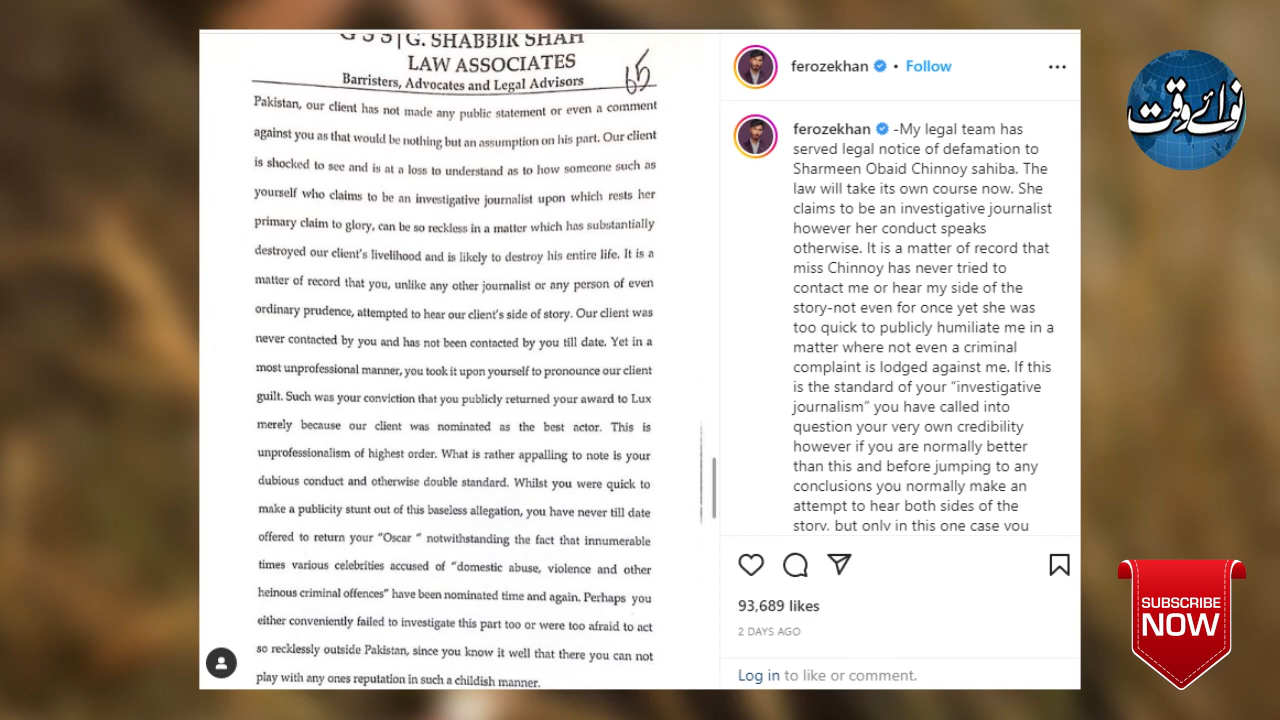 G S S | G. SHABBIR SHAH
LAW ASSOCIATES
Barristers, Advocates and Legal Advisors
65
Pakistan, our client has not made any public statement or even a comment
against you as that would be nothing but an assumption on his part. Our client
is shocked to see and is at a loss to understand as to how someone such as
yourself who claims to be an investigative journalist upon which rests her
primary claim to glory, can be so reckless in a matter which has substantially
destroyed our client's livelihood and is likely to destroy his entire life. It is a
matter of record that you, unlike any other journalist or any person of even
ordinary prudence, attempted to hear our client's side of story. Our client was
never contacted by you and has not been contacted by you till date. Yet in a
most unprofessional manner, you took it upon yourself to pronounce our client
guilt. Such was your conviction that you publicly returned your award to Lux
merely because our client was nominated as the best actor. This is
unprofessionalism of highest order. What is rather appalling to note is your
dubious conduct and otherwise double standard. Whilst you were quick to
make a publicity stunt out of this baseless allegation, you have never till date
offered to return your "Oscar " notwithstanding the fact that innumerable
times various celebrities accused of "domestic abuse, violence and other
heinous criminal offences" have been nominated time and again. Perhaps you
either conveniently failed to investigate this part too or were too afraid to act
so recklessly outside Pakistan, since you know it well that there you can not
play with any ones reputation in such a childish manner.
ferozekhan • Follow
ferozekhan -My legal team has
served legal notice of defamation to
Sharmeen Obaid Chinnoy sahiba. The
law will take its own course now. She
claims to be an investigative journalist
however her conduct speaks
otherwise. It is a matter of record that
miss Chinnoy has never tried to
contact me or hear my side of the
story-not even for once yet she was
too quick to publicly humiliate me in a
matter where not even a criminal
complaint is lodged against me. If this
is the standard of your “investigative
journalism” you have called into
question your very own credibility
however if you are normally better
than this and before jumping to any
conclusions you normally make an
attempt to hear both sides of the
story, but only in this one case you
93,689 likes
2 DAYS AGO
Log in to like or comment.
نوائے وقت
SUBSCRIBE
NOW